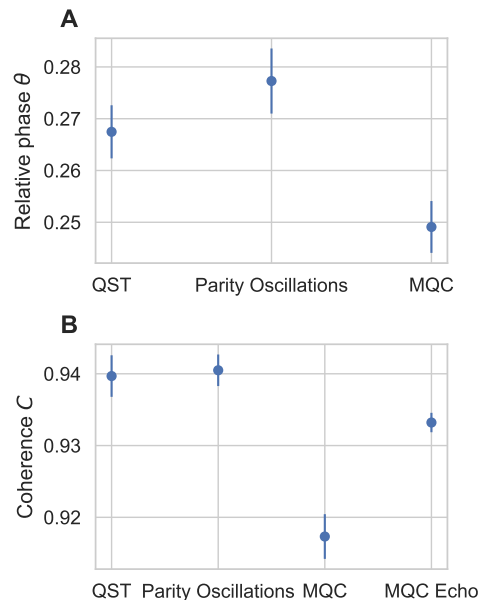 A
Relative phase θ
0.28
0.27
0.26
0.25
QST Parity Oscillations MQC
B
Coherence C
0.94
0.93
0.92
QST Parity Oscillations MQC MQC Echo